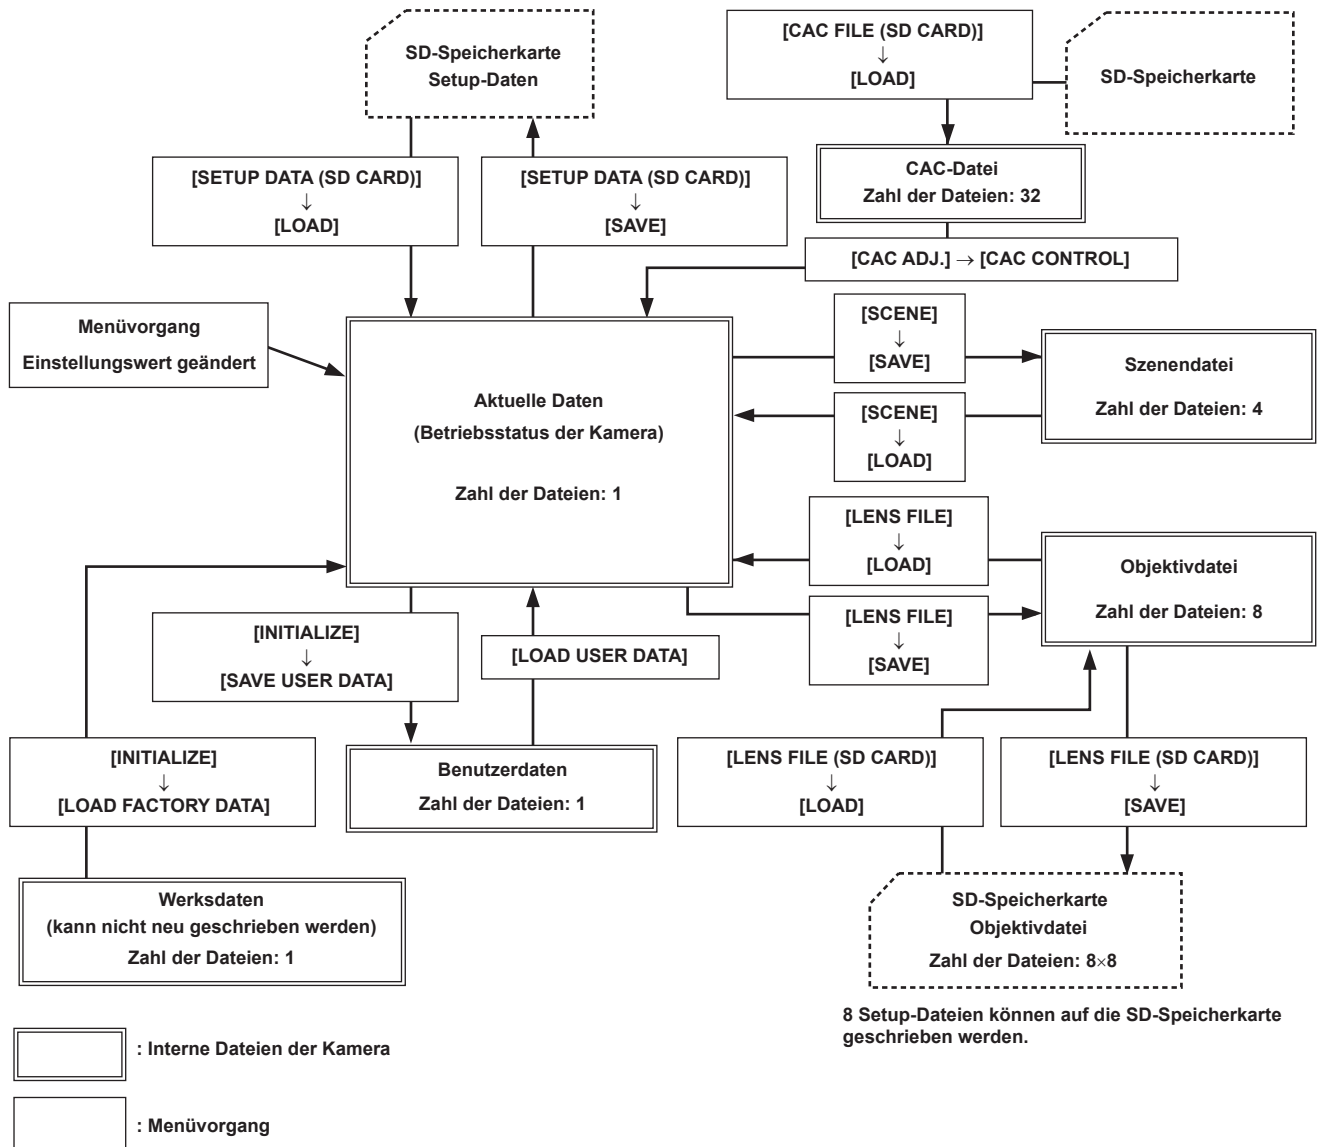 SD-Speicherkarte
Setup-Daten
[CAC FILE (SD CARD)]
↓
[LOAD]
SD-Speicherkarte
[SETUP DATA (SD CARD)]
↓
[LOAD]
[SETUP DATA (SD CARD)]
↓
[SAVE]
CAC-Datei
Zahl der Dateien: 32
[CAC ADJ.] → [CAC CONTROL]
Menüvorgang
Einstellungswert geändert
Aktuelle Daten
(Betriebsstatus der Kamera)
Zahl der Dateien: 1
[SCENE]
↓
[SAVE]
[SCENE]
↓
[LOAD]
Szenendatei
Zahl der Dateien: 4
[LENS FILE]
↓
[LOAD]
[LENS FILE]
↓
[SAVE]
Objektivdatei
Zahl der Dateien: 8
[INITIALIZE]
↓
[SAVE USER DATA]
[LOAD USER DATA]
[INITIALIZE]
↓
[LOAD FACTORY DATA]
Benutzerdaten
Zahl der Dateien: 1
[LENS FILE (SD CARD)]
↓
[LOAD]
[LENS FILE (SD CARD)]
↓
[SAVE]
Werksdaten
(kann nicht neu geschrieben werden)
Zahl der Dateien: 1
SD-Speicherkarte
Objektivdatei
Zahl der Dateien: 8×8
8 Setup-Dateien können auf die SD-Speicherkarte
geschrieben werden.
: Interne Dateien der Kamera
: Menüvorgang